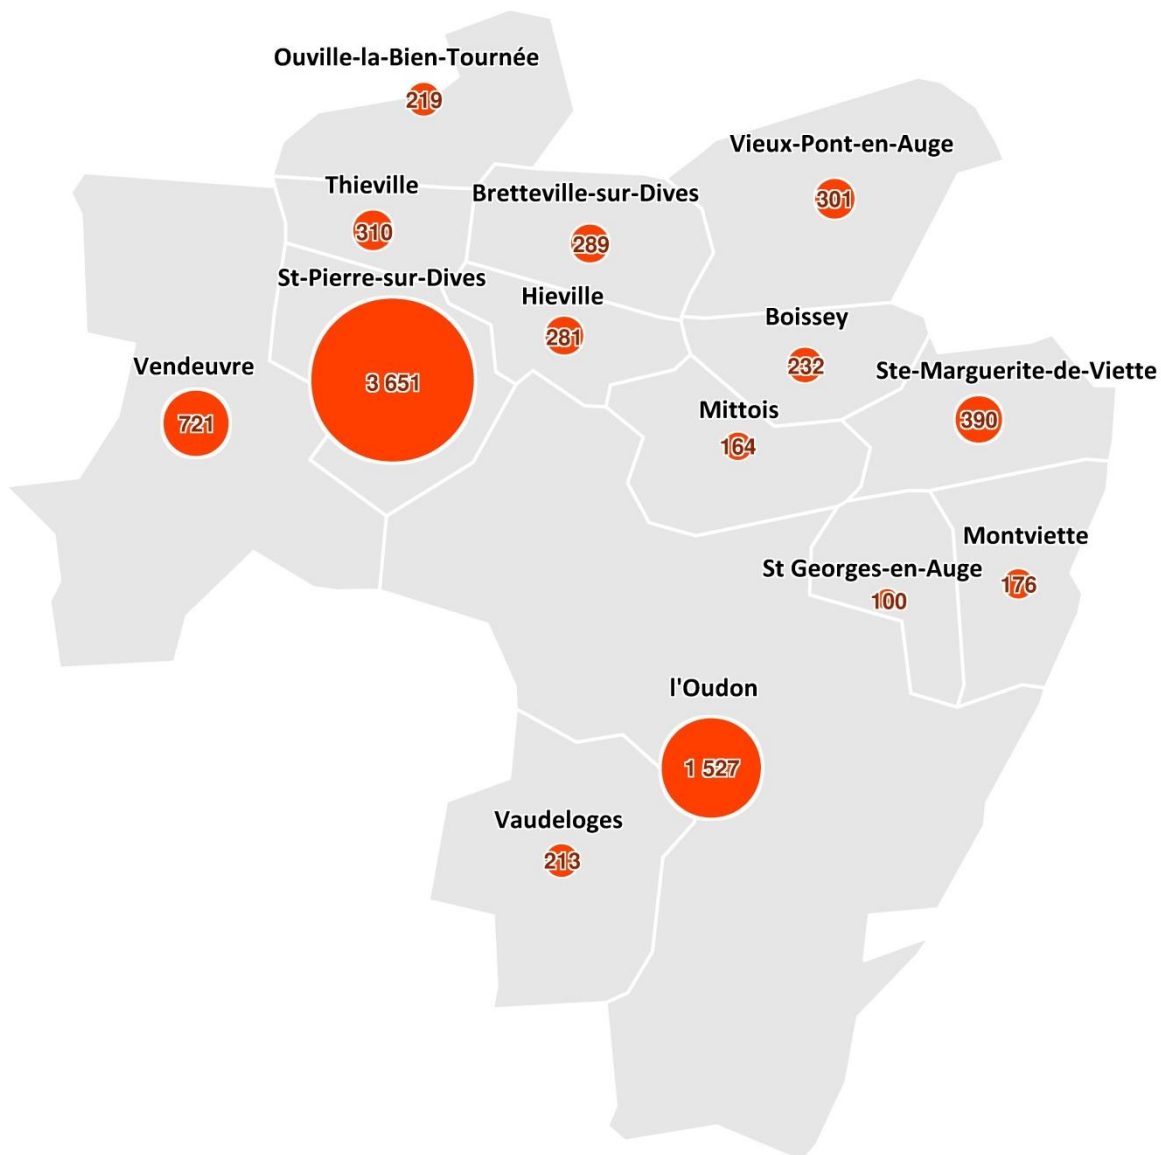 Ouville-la-Bien-Tournée
219
Vieux-Pont-en-Auge
301
Thieville
310
Bretteville-sur-Dives
289
St-Pierre-sur-Dives
3 651
Hieville
281
Boissey
232
Vendeuvre
721
Ste-Marguerite-de-Viette
390
Mittois
164
Montviette
176
St Georges-en-Auge
100
l'Oudon
1 527
Vaudeloges
213